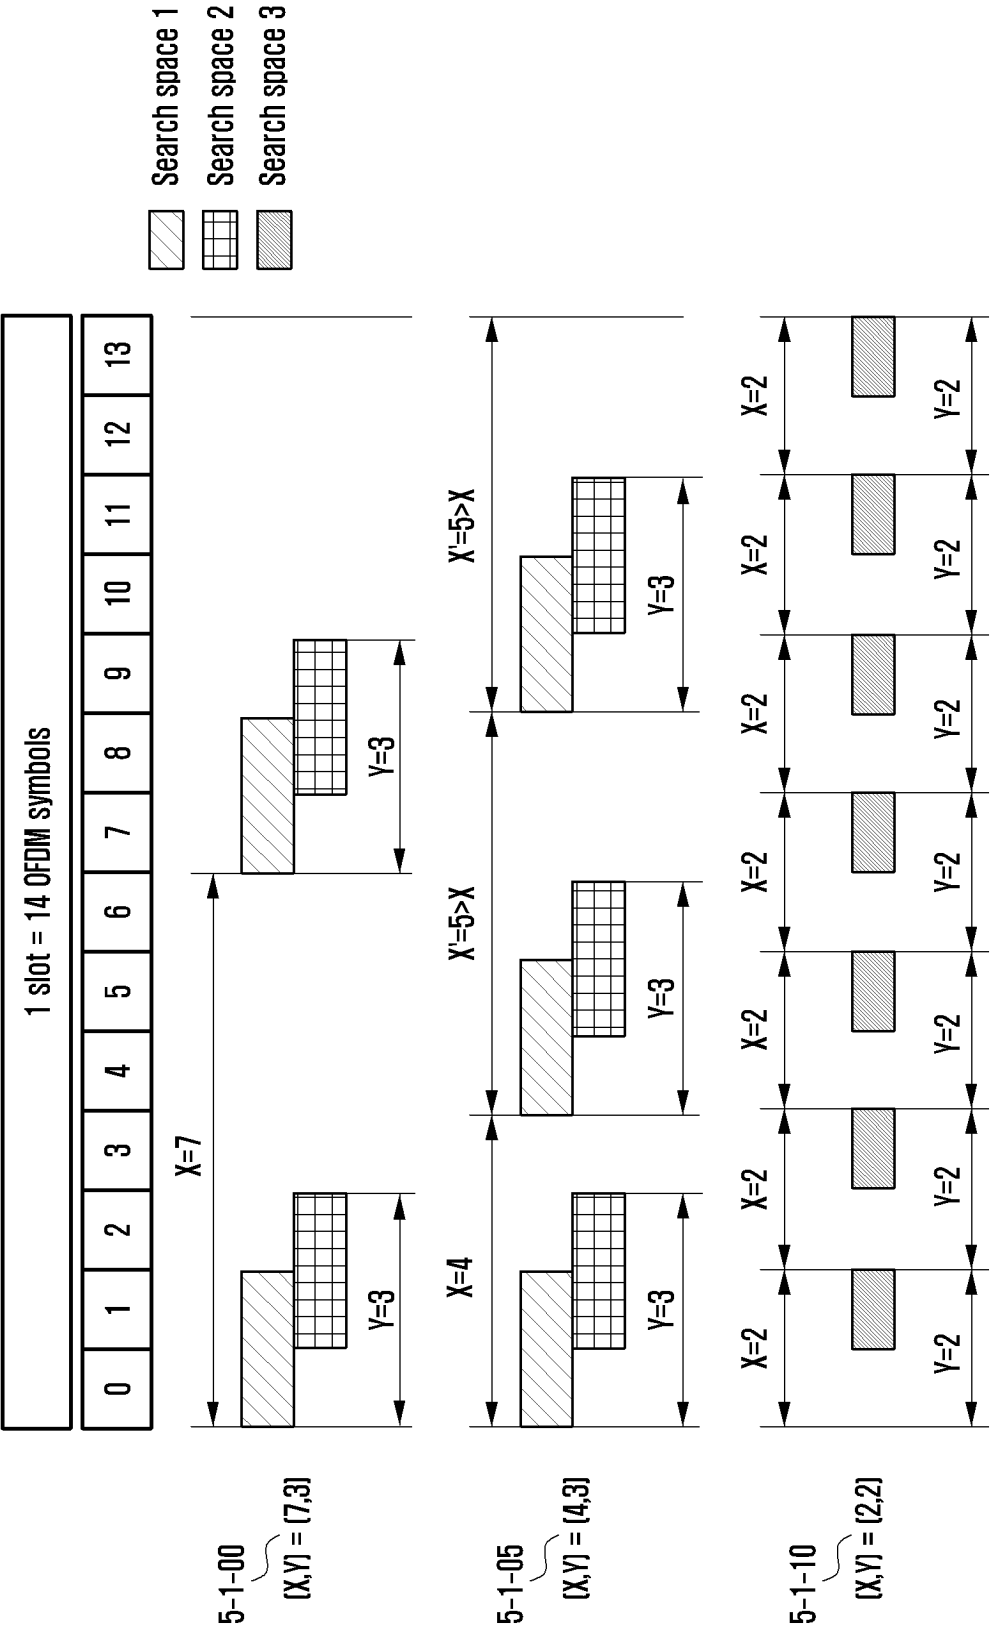 1 slot = 14 OFDM symbols
0 1 2 3 4 5 6 7 8 9 10 11 12 13
Search space 1
Search space 2
Search space 3
5-1-00
(X,Y) = (7,3)
X=7
Y=3 Y=3
5-1-05
(X,Y) = (4,3)
X=4 X'=5>X X'=5>X
Y=3 Y=3 Y=3
5-1-10
(X,Y) = (2,2)
X=2 X=2 X=2 X=2 X=2 X=2 X=2
Y=2 Y=2 Y=2 Y=2 Y=2 Y=2 Y=2